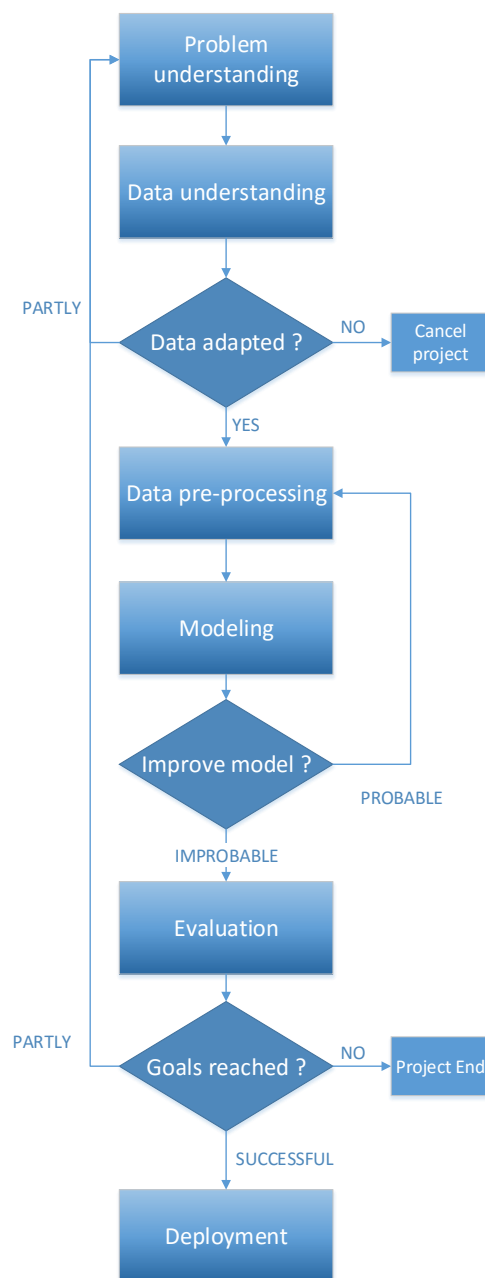 Problem
understanding
Data understanding
PARTLY
Data adapted ?
NO
Cancel
project
YES
Data pre-processing
Modeling
Improve model ?
PROBABLE
IMPROBABLE
Evaluation
PARTLY
Goals reached ?
NO
Project End
SUCCESSFUL
Deployment